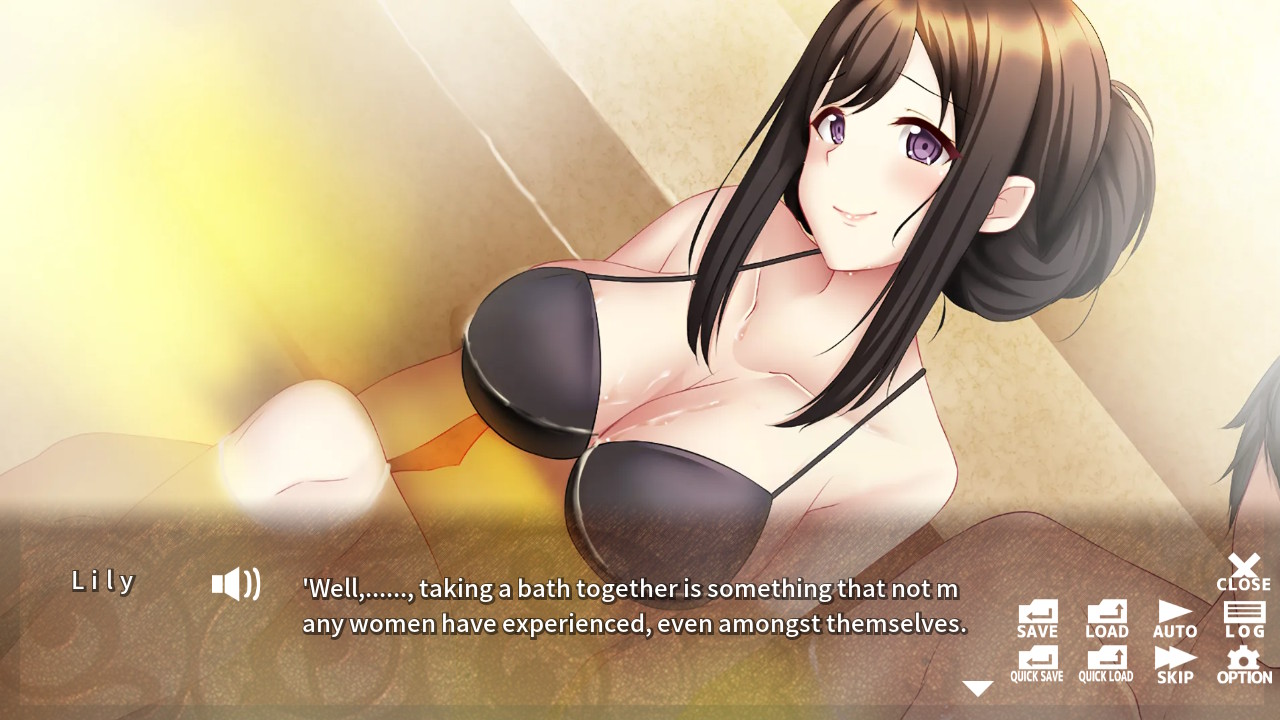 Lily
'Well,......, taking a bath together is something that not m
any women have experienced, even amongst themselves.
CLOSE
SAVE
LOAD
AUTO
LOG
QUICK SAVE
QUICK LOAD
SKIP
OPTION